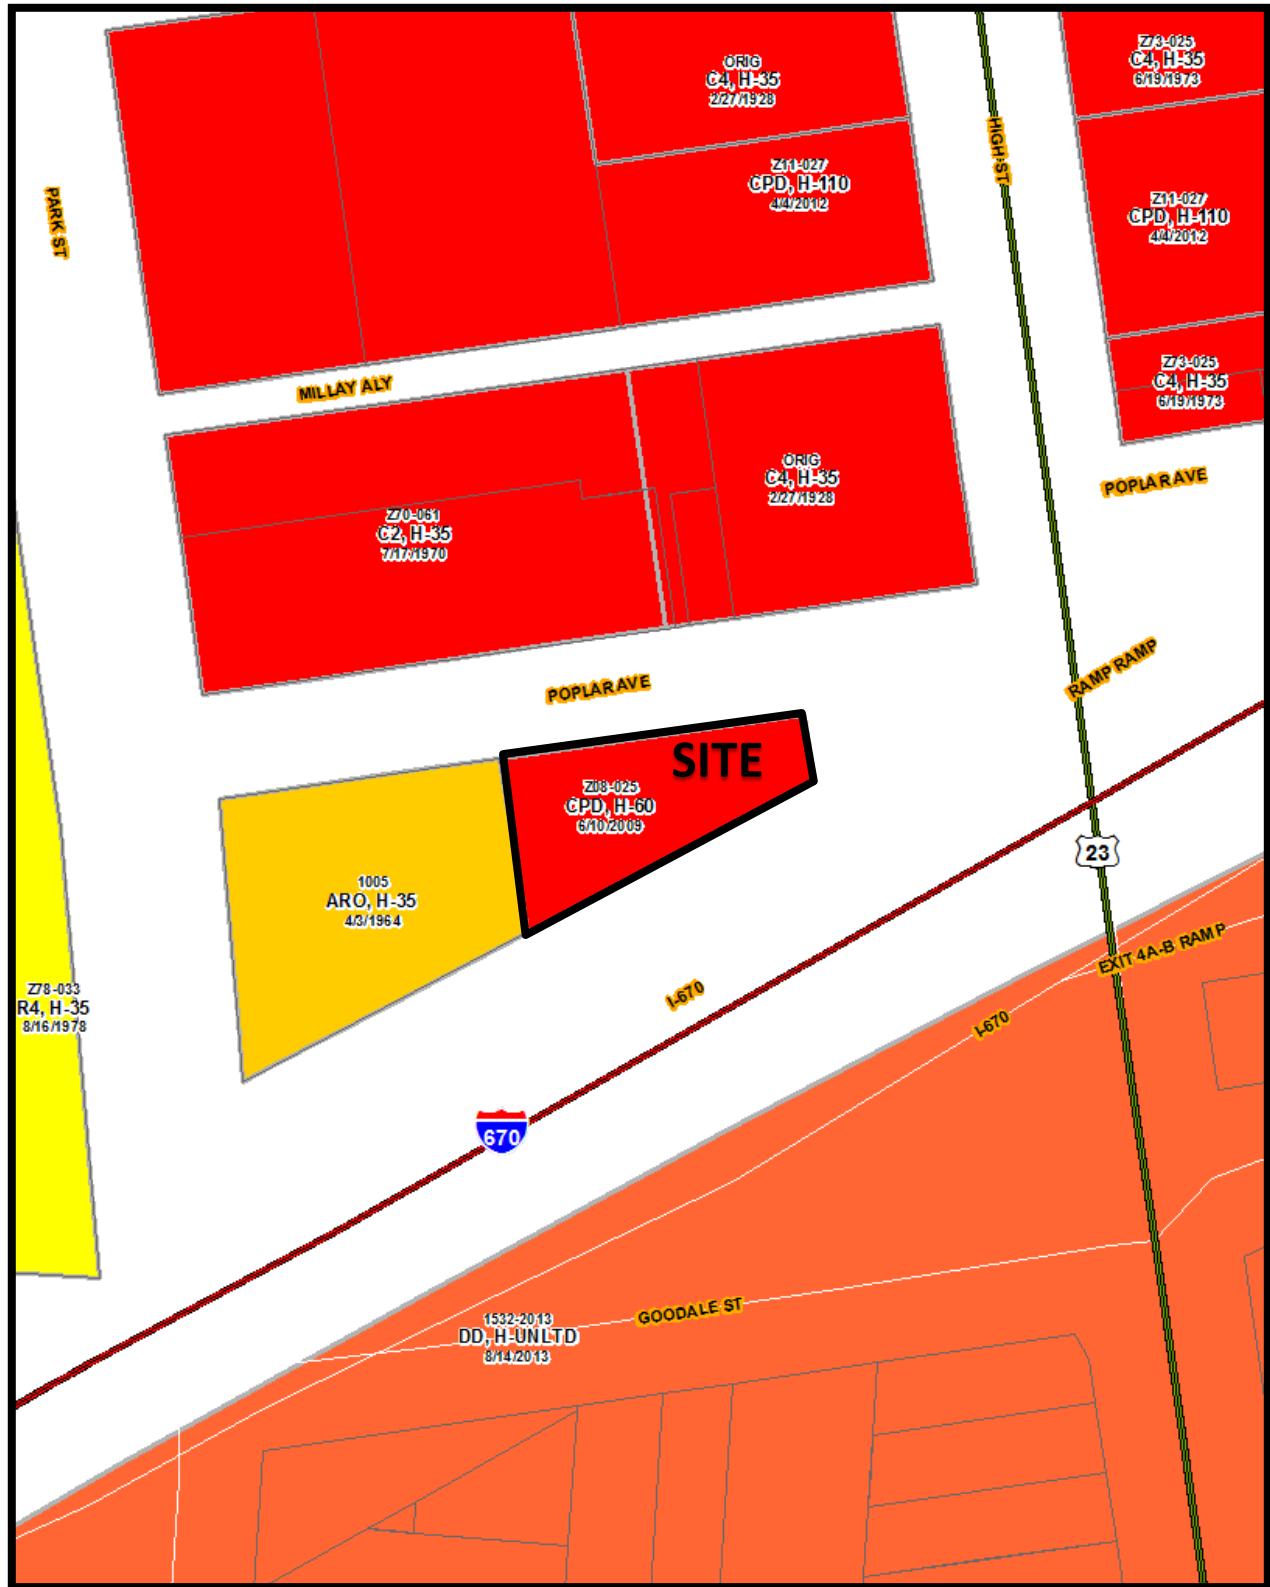 ORIG
C4, H-35
2/27/1928
Z73-025
C4, H-35
6/19/1973
HIGH ST
Z11-027
CPD, H-110
4/4/2012
PARK ST
Z11-027
CPD, H-110
4/4/2012
MILLAY ALY
Z73-025
C4, H-35
6/19/1973
ORIG
C4, H-35
2/27/1928
POPLAR AVE
Z70-061
C2, H-35
7/17/1970
POPLAR AVE
RAMP RAMP
SITE
Z08-025
CPD, H-60
6/10/2009
23
1005
ARO, H-35
4/3/1964
EXIT 4A-B RAMP
Z78-033
R4, H-35
8/16/1978
I-670
I-670
670
GOODALE ST
1532-2013
DD, H-UNLTD
8/14/2013